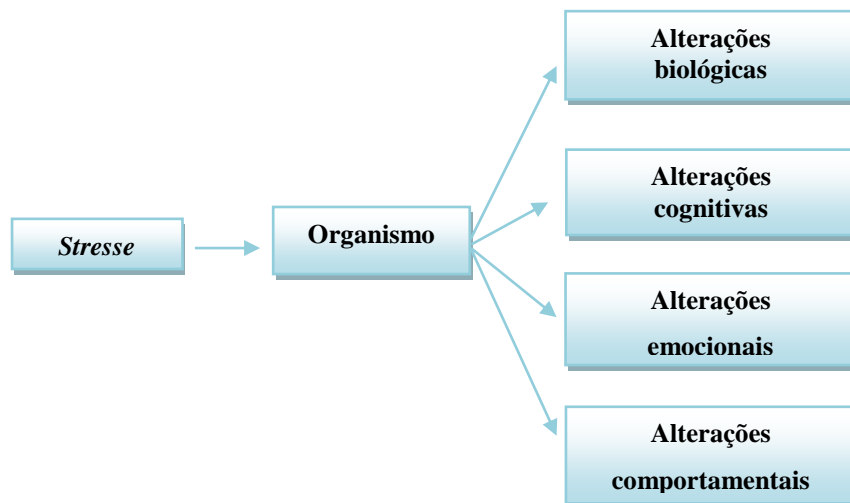 Stresse
Organismo
Alterações
biológicas
Alterações
cognitivas
Alterações
emocionais
Alterações
comportamentais